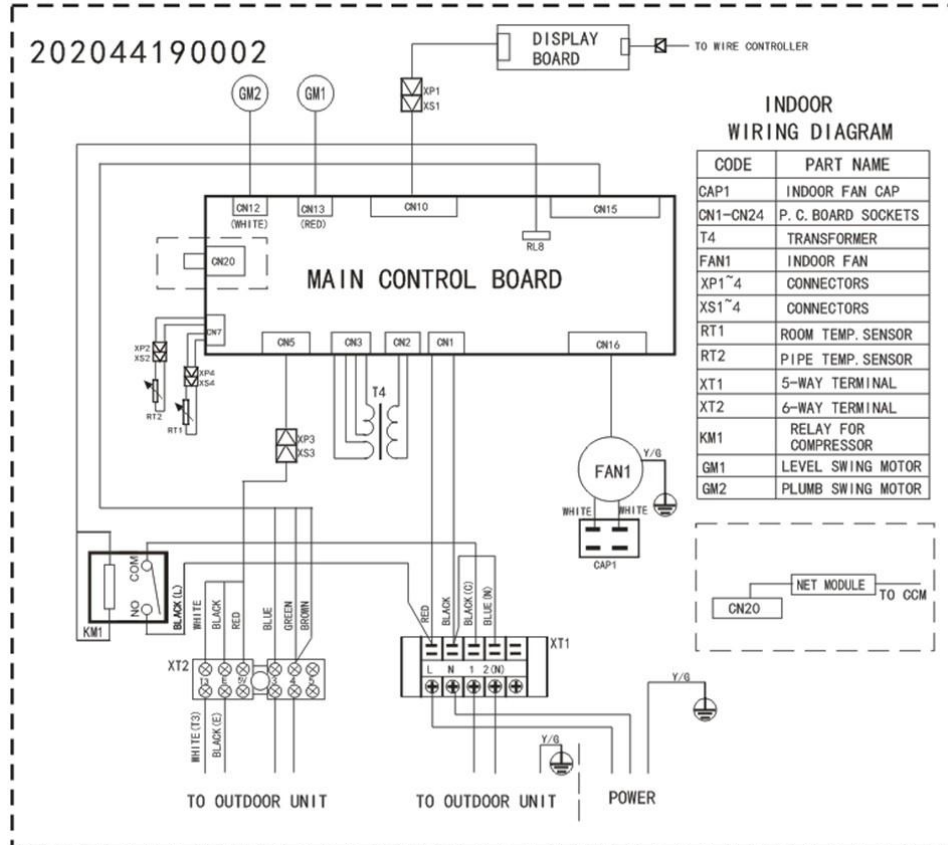 202044190002
DISPLAY
BOARD
TO WIRE CONTROLLER
GM2
GM1
XP1
XS1
INDOOR
WIRING DIAGRAM
CODE PART NAME
CAP1 INDOOR FAN CAP
CN1-CN24 P.C.BOARD SOCKETS
T4 TRANSFORMER
FAN1 INDOOR FAN
XP1~4 CONNECTORS
XS1~4 CONNECTORS
RT1 ROOM TEMP.SENSOR
RT2 PIPE TEMP.SENSOR
XT1 5-WAY TERMINAL
XT2 6-WAY TERMINAL
KM1 RELAY FOR
COMPRESSOR
GM1 LEVEL SWING MOTOR
GM2 PLUMB SWING MOTOR
CN12
(WHITE)
CN13
(RED)
CN10
CN15
RL8
CN20
MAIN CONTROL BOARD
CN7
CN5
CN3
CN2
CN1
CN16
XP2
XS2
XP4
XS4
RT2
RT1
T4
XP3
XS3
FAN1
Y/G
WHITE
WHITE
CAP1
NET MODULE
TO CCM
CN20
COM
NO
KM1
BLACK(L)
WHITE
BLACK
RED
BLUE
GREEN
BROWN
RED
BLACK
BLACK(C)
BLUE(N)
XT2
XT1
L N 1 2(N)
WHITE(T3)
BLACK(E)
Y/G
Y/G
TO OUTDOOR UNIT
TO OUTDOOR UNIT
POWER